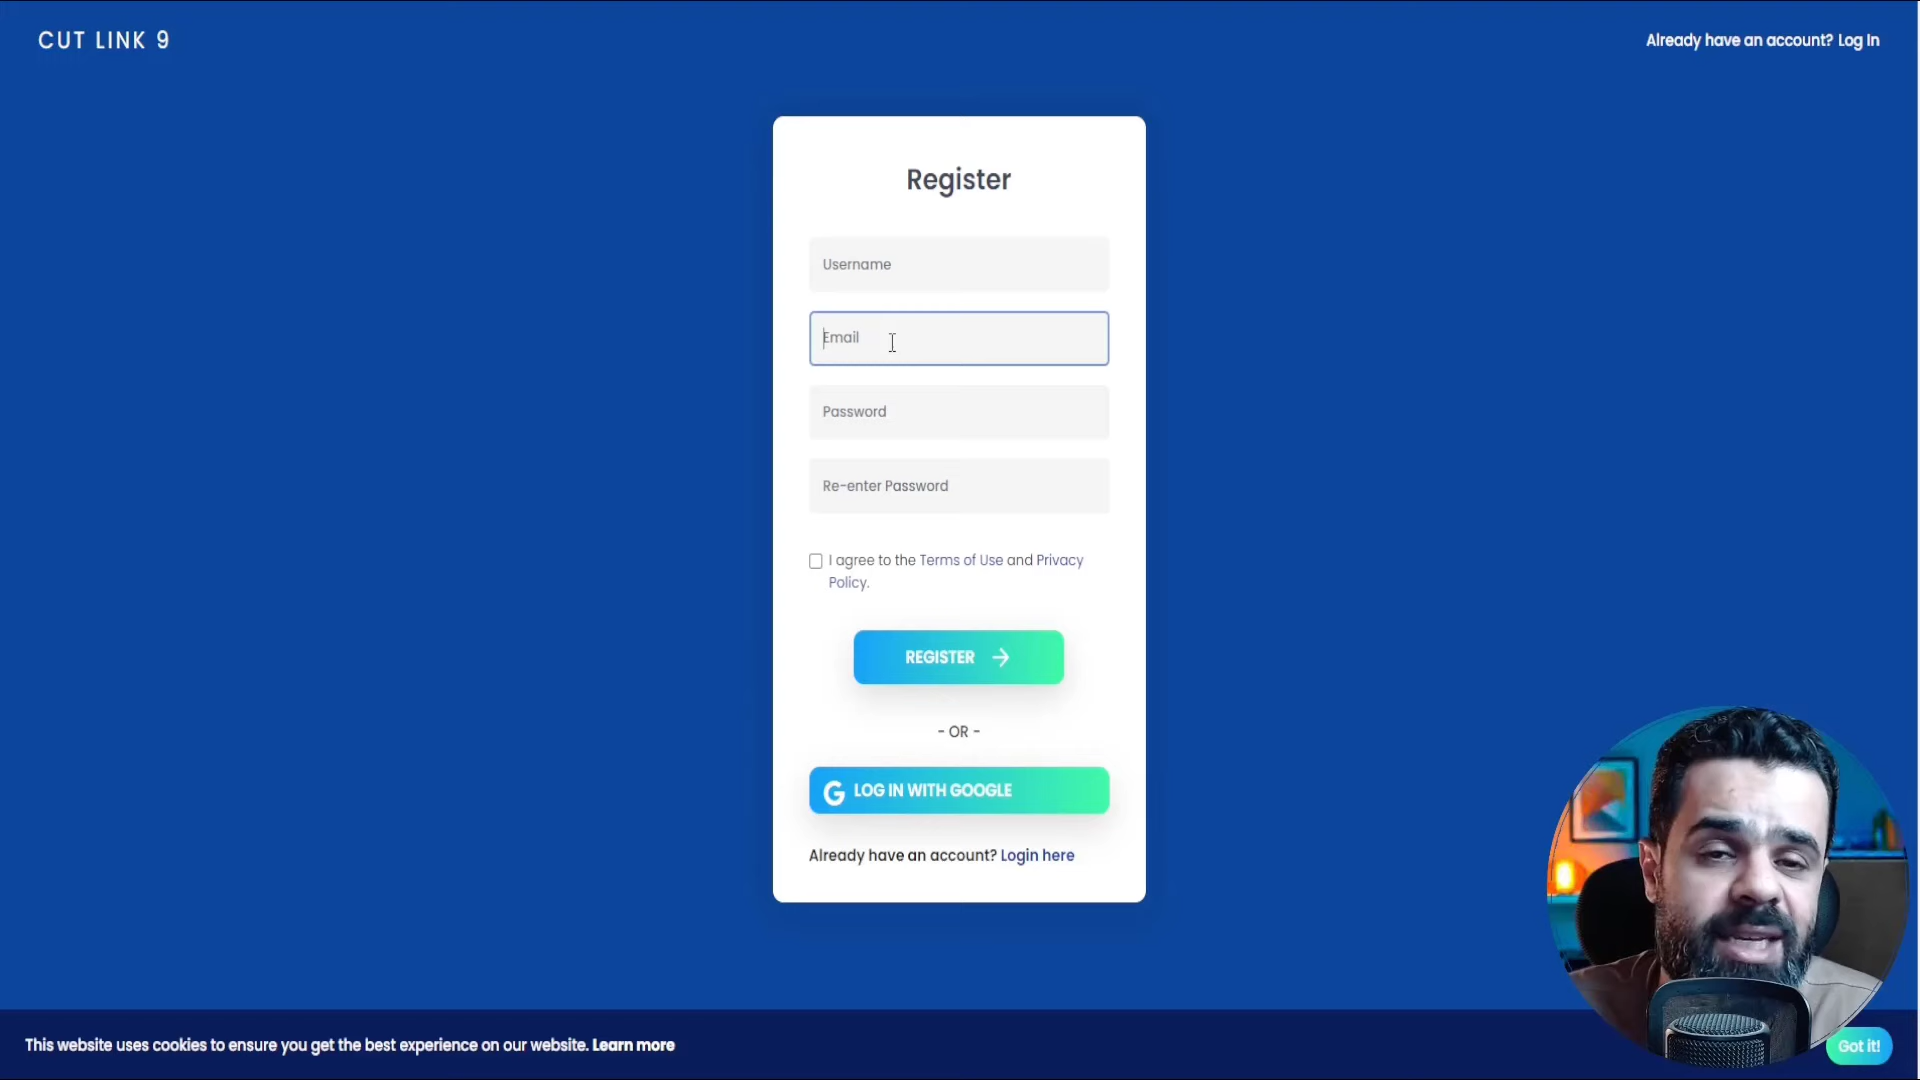 CUT LINK 9
Already have an account? Log In
Register
Username
Email
Password
Re-enter Password
I agree to the Terms of Use and Privacy
Policy.
REGISTER
- OR -
G LOG IN WITH GOOGLE
Already have an account? Login here
This website uses cookies to ensure you get the best experience on our website. Learn more
Got it!